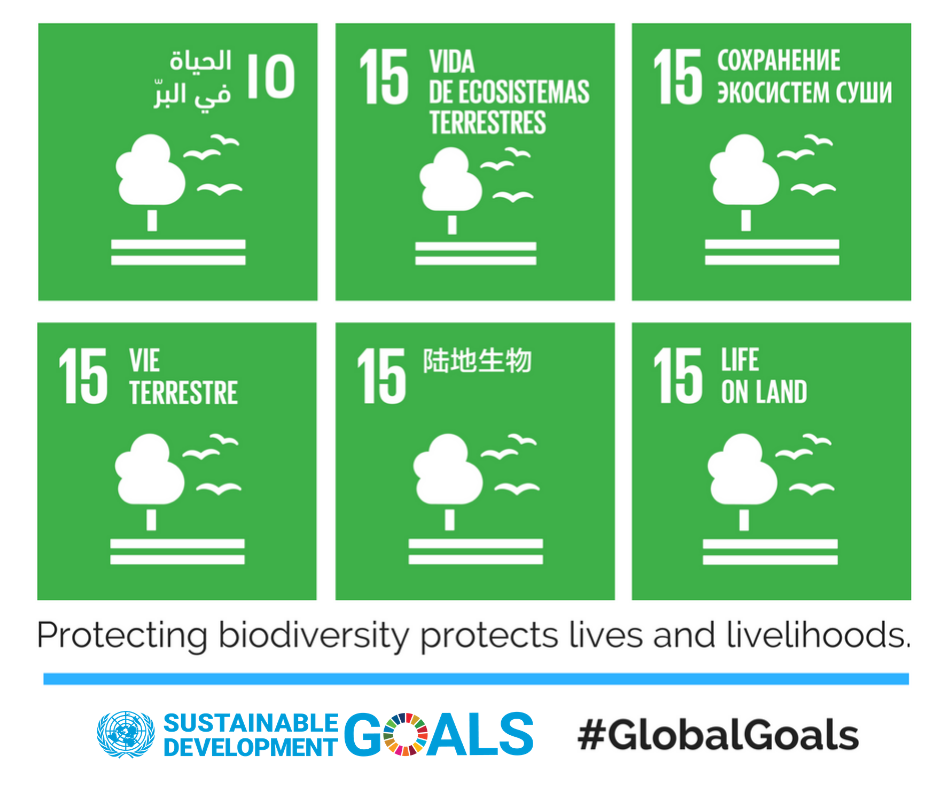 ١٥ الحياة
في البرّ
15 VIDA
DE ECOSISTEMAS
TERRESTRES
15 СОХРАНЕНИЕ
ЭКОСИСТЕМ СУШИ
15 VIE
TERRESTRE
15 陆地生物
15 LIFE
ON LAND
Protecting biodiversity protects lives and livelihoods.
SUSTAINABLE
DEVELOPMENT
GOALS
#GlobalGoals